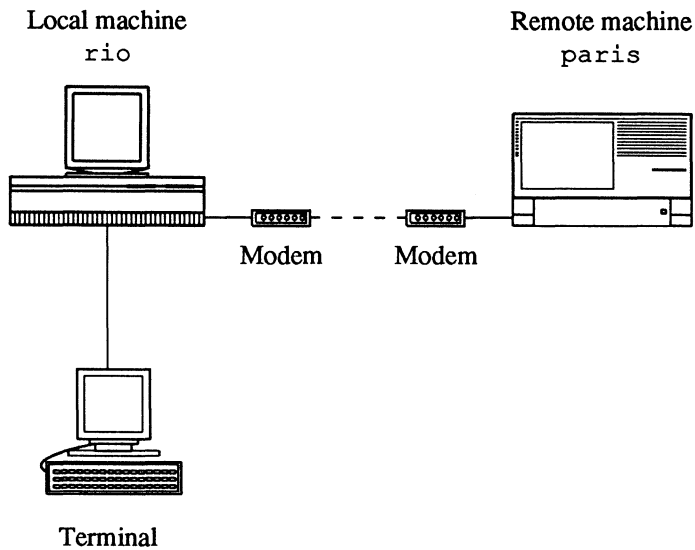 Local machine
rio
Remote machine
paris
Modem
Modem
Terminal